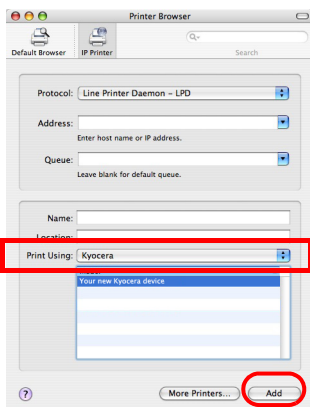 Printer Browser
Default Browser IP Printer Search
Protocol: Line Printer Daemon – LPD
Address:
Enter host name or IP address.
Queue:
Leave blank for default queue.
Name:
Location:
Print Using: Kyocera
Your new Kyocera device
? More Printers... Add